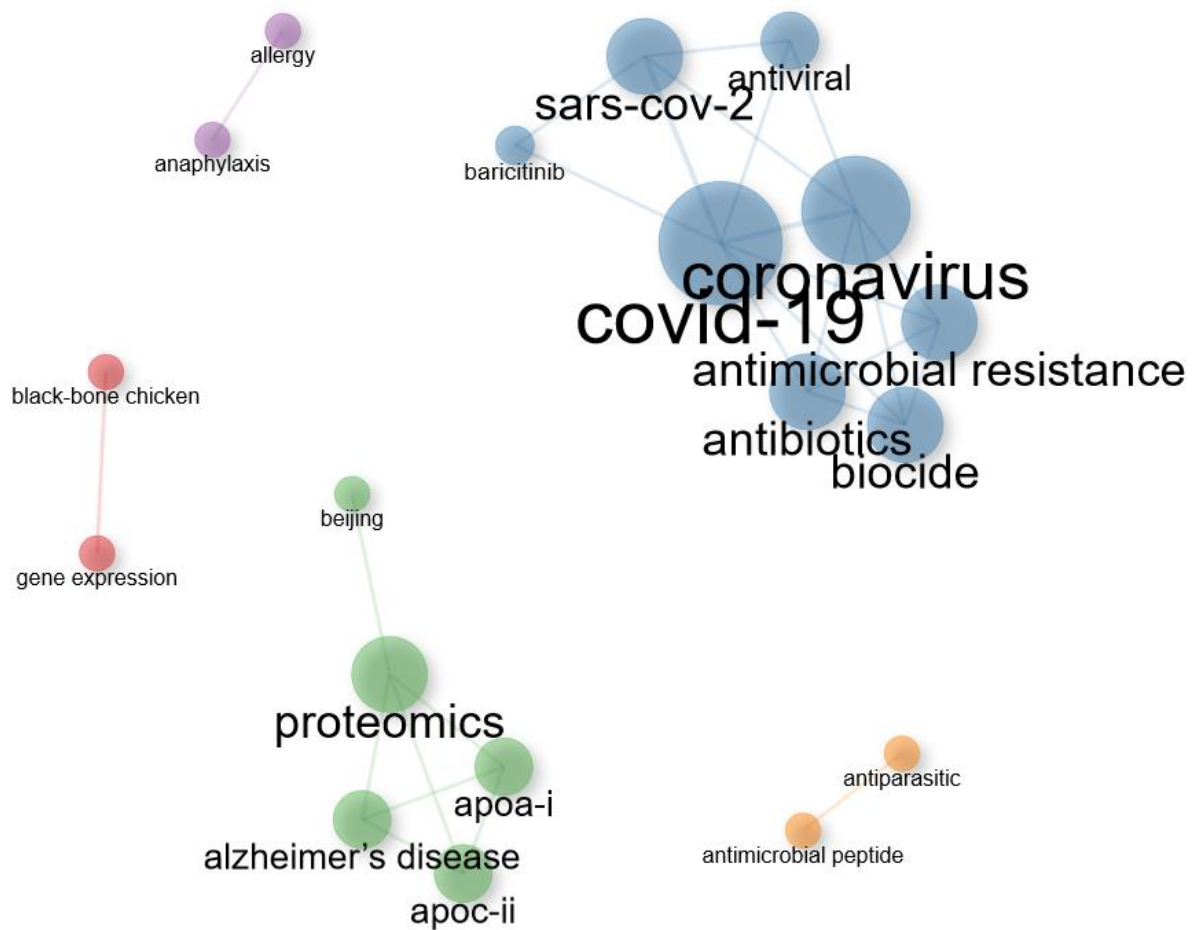 allergy
anaphylaxis
sars-cov-2
antiviral
baricitinib
coronavirus
covid-19
antimicrobial resistance
antibiotics
biocide
black-bone chicken
gene expression
beijing
proteomics
apoa-i
alzheimer’s disease
apoc-ii
antiparasitic
antimicrobial peptide